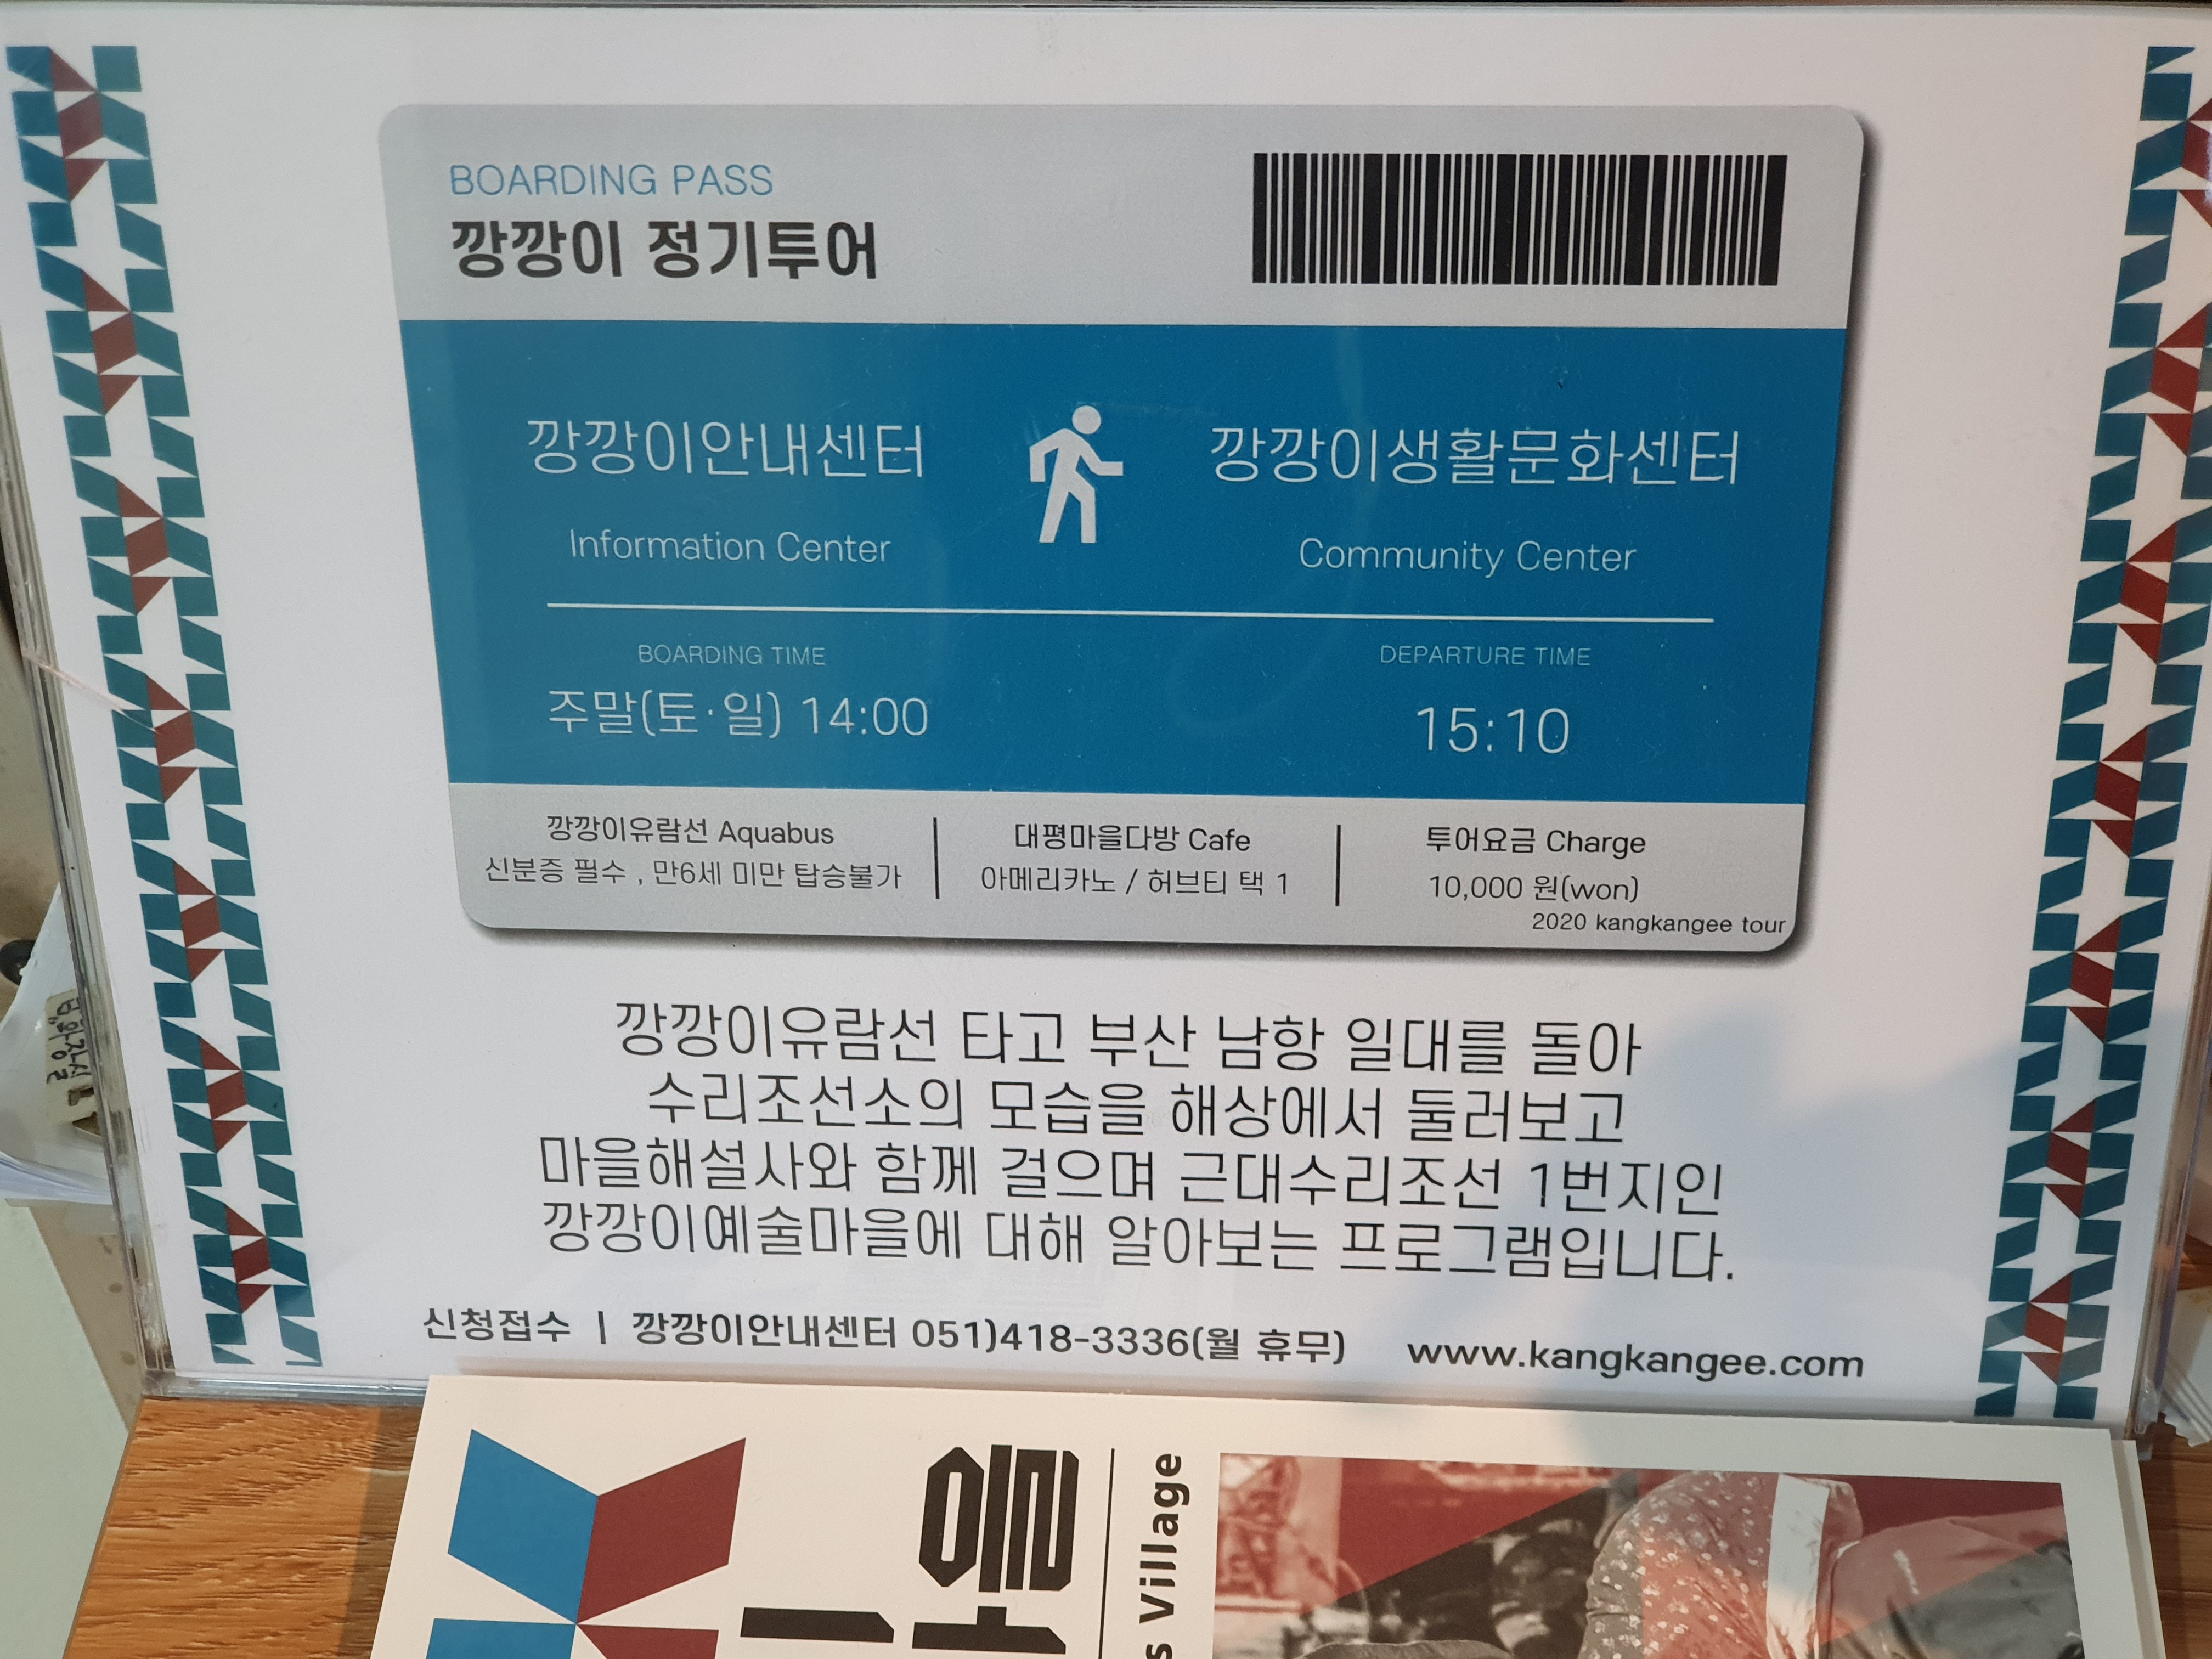 BOARDING PASS
깡깡이 정기투어
깡깡이안내센터
Information Center
깡깡이생활문화센터
Community Center
BOARDING TIME
주말(토·일) 14:00
DEPARTURE TIME
15:10
깡깡이유람선 Aquabus
신분증 필수 , 만6세 미만 탑승불가
대평마을다방 Cafe
아메리카노 / 허브티 택 1
투어요금 Charge
10,000 원(won)
2020 kangkangee tour
깡깡이유람선 타고 부산 남항 일대를 돌아
수리조선소의 모습을 해상에서 둘러보고
마을해설사와 함께 걸으며 근대수리조선 1번지인
깡깡이예술마을에 대해 알아보는 프로그램입니다.
신청접수 | 깡깡이안내센터 051)418-3336(월 휴무)
www.kangkangee.com
을
Village